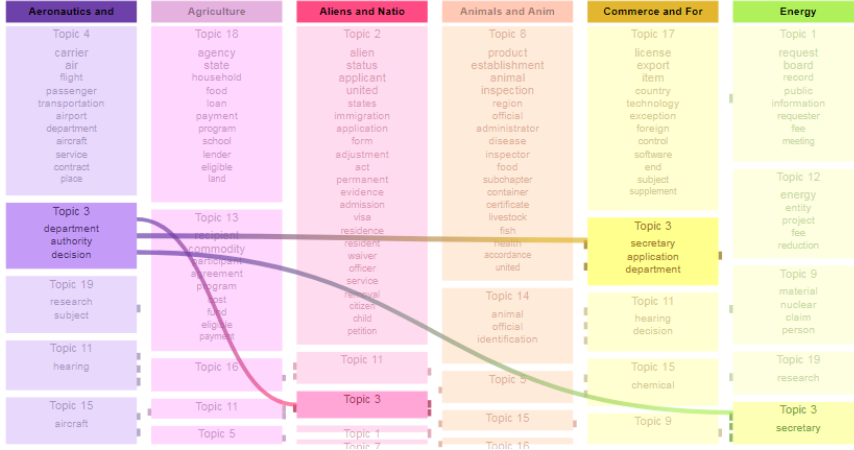 Aeronautics and
Topic 4
carrier
air
flight
passenger
transportation
airport
department
aircraft
service
contract
place
Topic 3
department
authority
decision
Topic 19
research
subject
Topic 11
hearing
Topic 15
aircraft
Agriculture
Topic 18
agency
state
household
food
loan
payment
program
school
lender
eligible
land
Topic 13
recipient
commodity
participant
agreement
program
cost
fund
eligible
payment
Topic 16
Topic 11
Topic 5
Aliens and Natio
Topic 2
alien
status
applicant
united
states
immigration
application
form
adjustment
act
permanent
evidence
admission
visa
residence
resident
waiver
officer
service
removal
citizen
child
petition
Topic 11
Topic 3
Topic 1
Topic 7
Animals and Anim
Topic 8
product
establishment
animal
inspection
region
official
administrator
disease
inspector
food
subchapter
container
certificate
livestock
fish
health
accordance
united
Topic 14
animal
official
identification
Topic 5
Topic 15
Topic 16
Commerce and For
Topic 17
license
export
item
country
technology
exception
foreign
control
software
end
subject
supplement
Topic 3
secretary
application
department
Topic 11
hearing
decision
Topic 15
chemical
Topic 9
Energy
Topic 1
request
board
record
public
information
requester
fee
meeting
Topic 12
energy
entity
project
fee
reduction
Topic 9
material
nuclear
claim
person
Topic 19
research
Topic 3
secretary